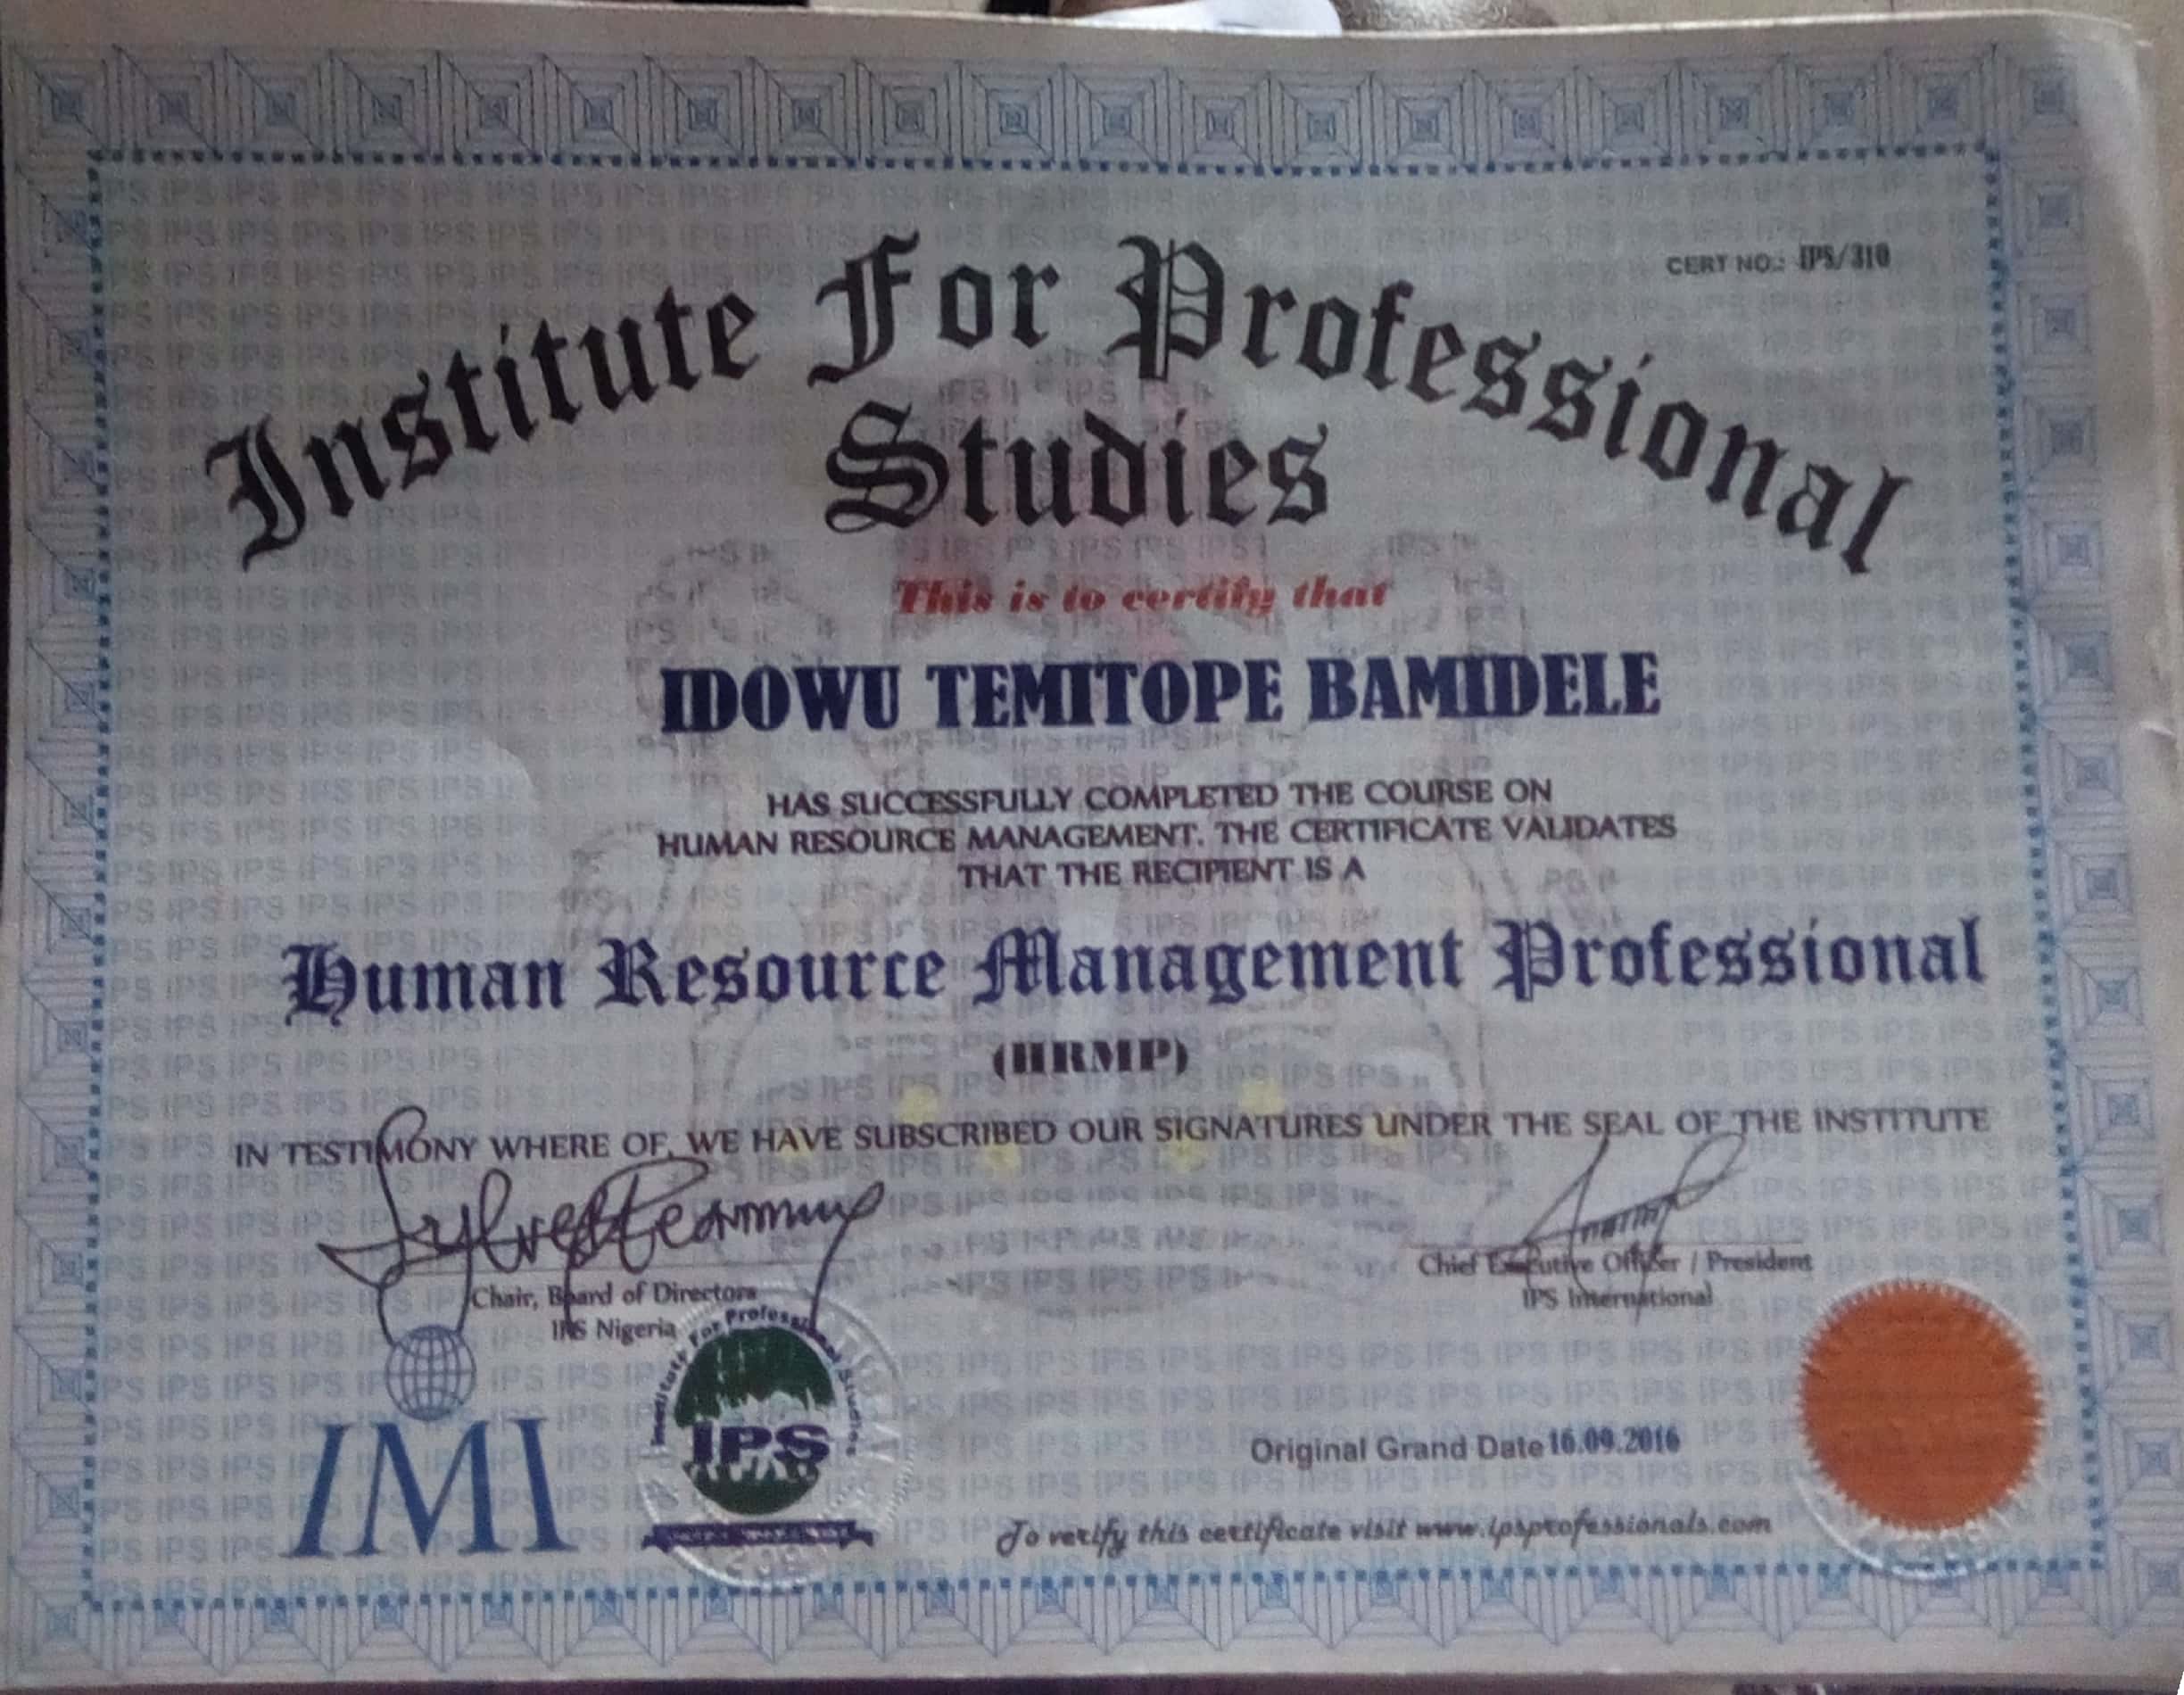 CERT NO.: IPS/310
Institute For Professional
Studies
This is to certify that
IDOWU TEMITOPE BAMIDELE
HAS SUCCESSFULLY COMPLETED THE COURSE ON
HUMAN RESOURCE MANAGEMENT. THE CERTIFICATE VALIDATES
THAT THE RECIPIENT IS A
Human Resource Management Professional
(HRMP)
IN TESTIMONY WHERE OF, WE HAVE SUBSCRIBED OUR SIGNATURES UNDER THE SEAL OF THE INSTITUTE
Chair, Board of Directors
IPS Nigeria
Chief Executive Officer / President
IPS International
IMI
Institute For Professional Studies
IPS
Original Grand Date 16.09.2016
To verify this certificate visit www.ipsprofessionals.com